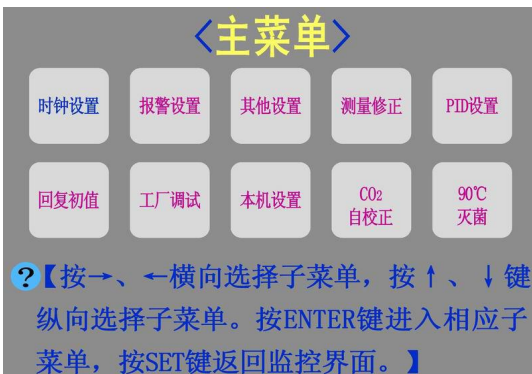 〈主菜单〉
时钟设置 报警设置 其他设置 测量修正 PID设置
回复初值 工厂调试 本机设置 CO2 自校正 90℃ 灭菌
?【按→、←横向选择子菜单，按↑、↓键
纵向选择子菜单。按ENTER键进入相应子
菜单，按SET键返回监控界面。】